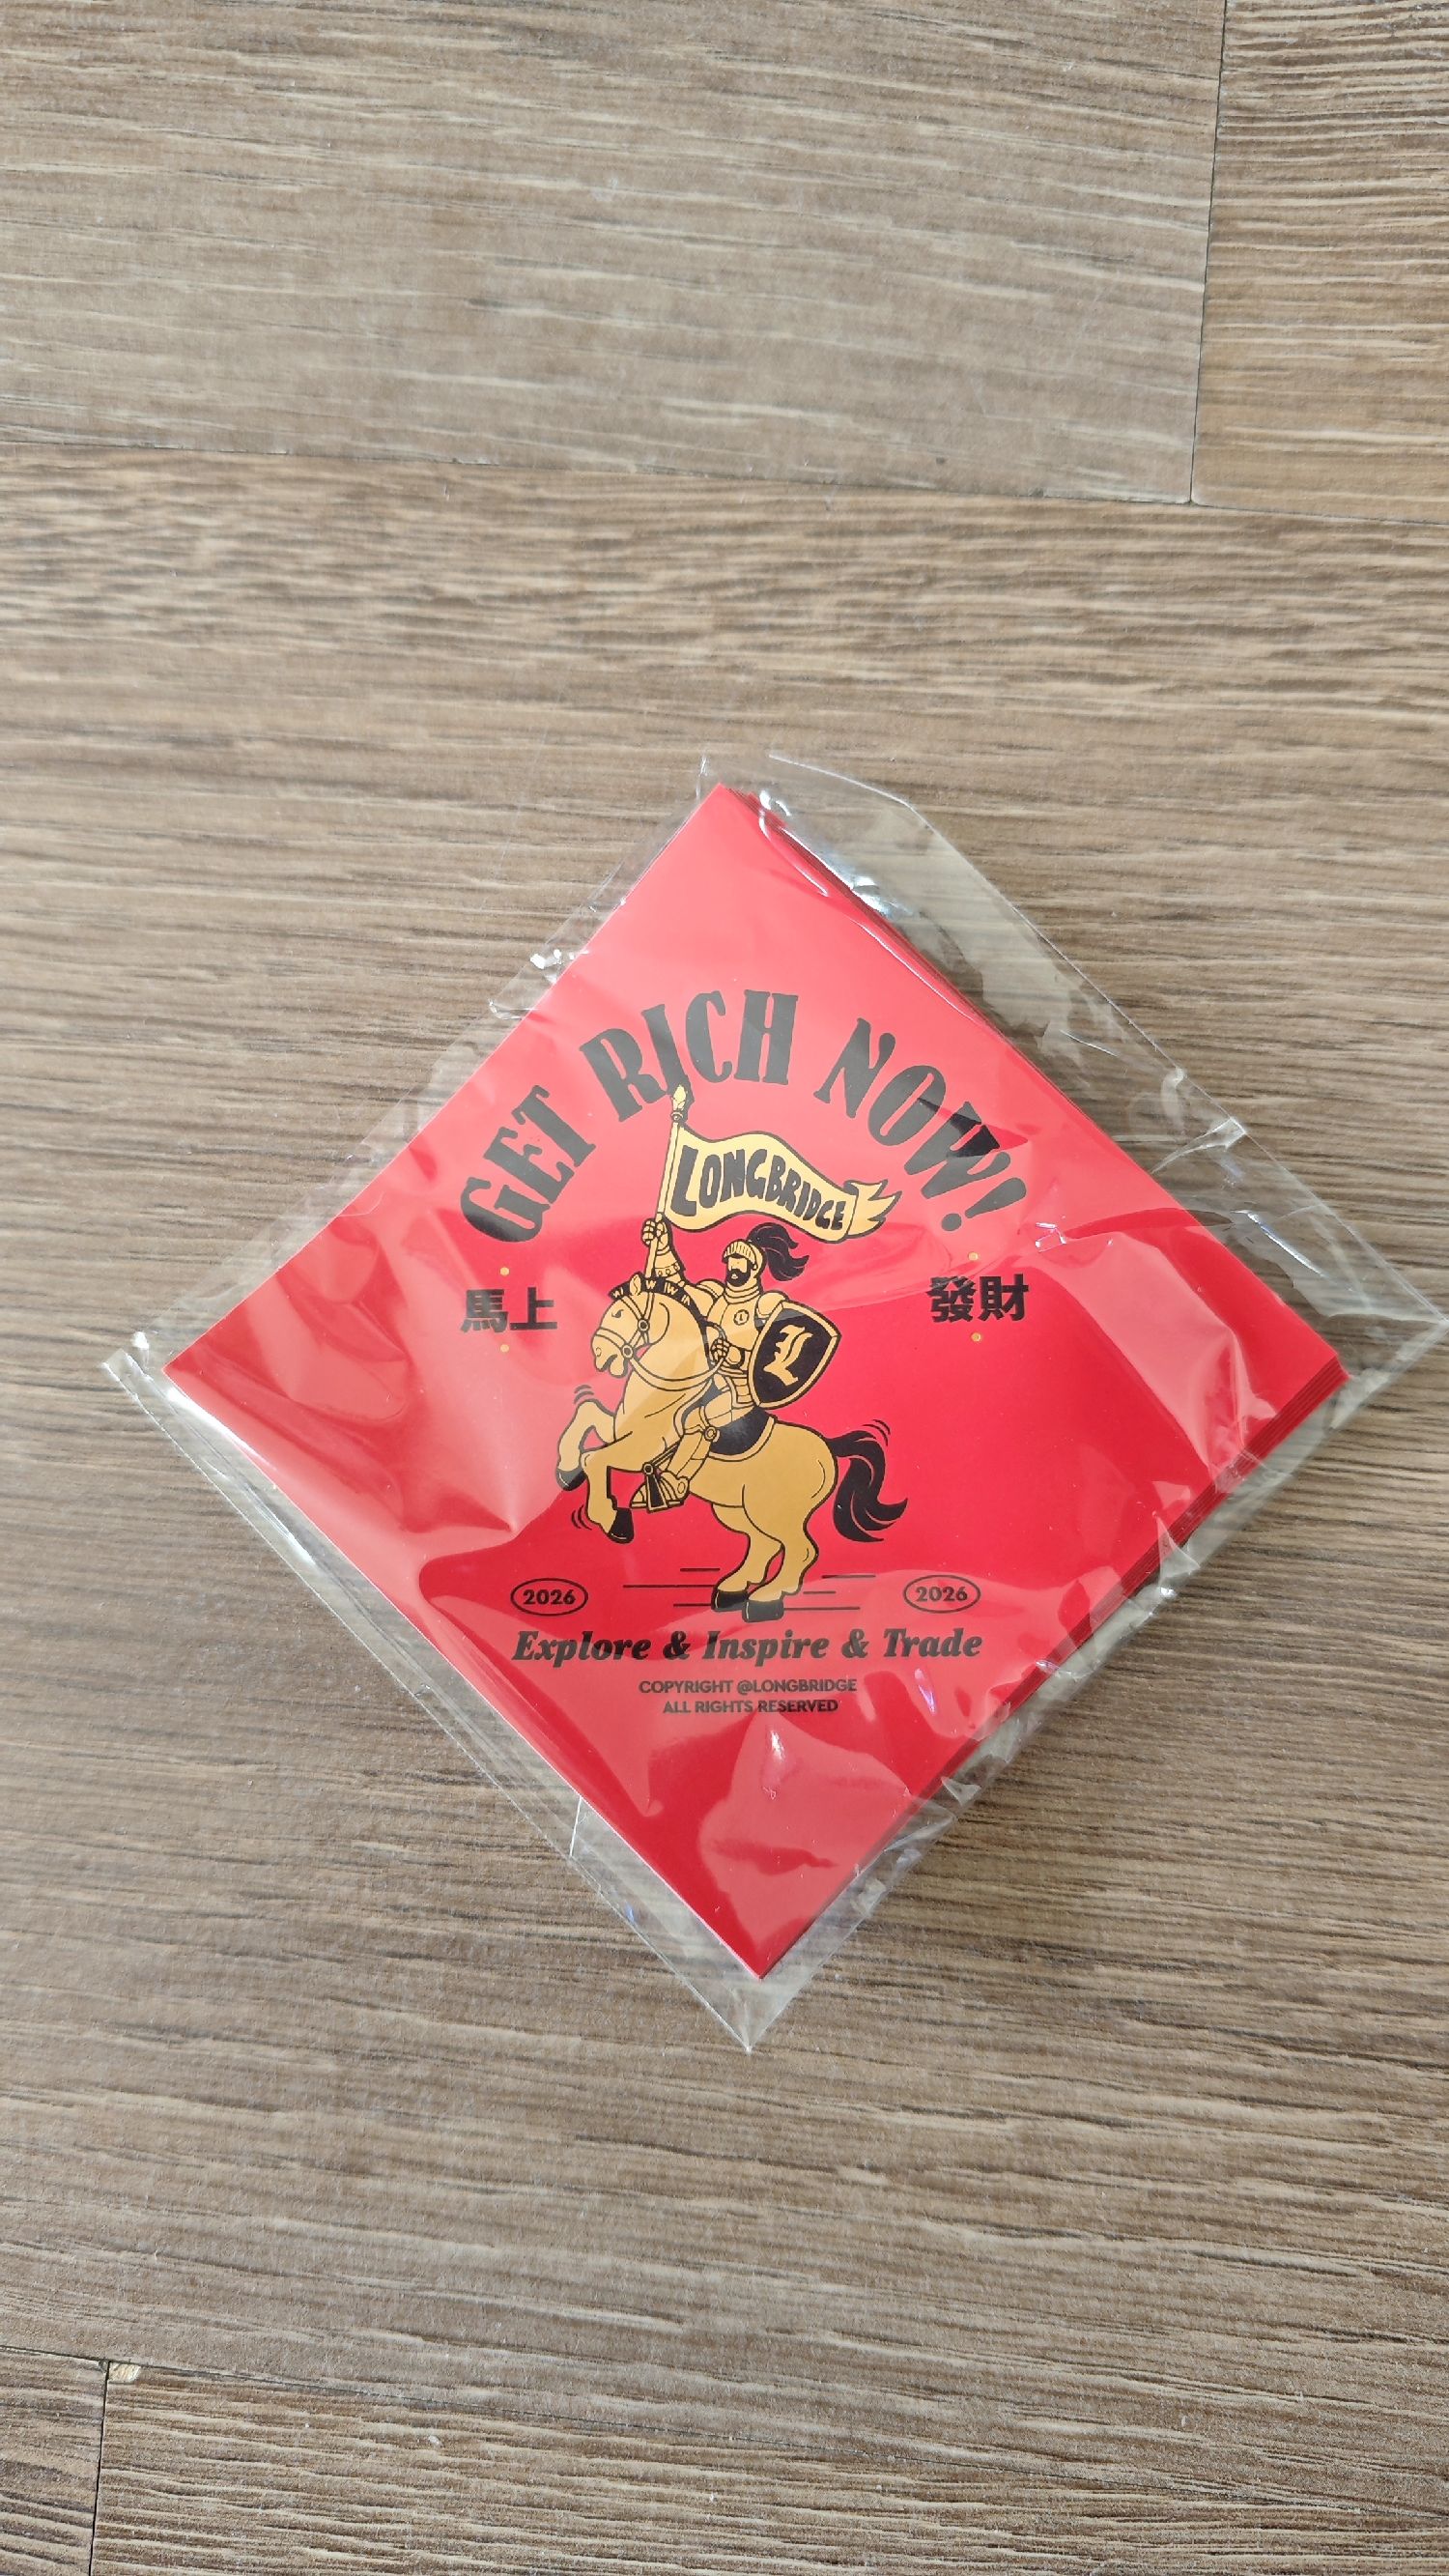 GET RICH NOW!
LONGBRIDGE
馬上
發財
L
2026
2026
Explore & Inspire & Trade
COPYRIGHT @LONGBRIDGE
ALL RIGHTS RESERVED